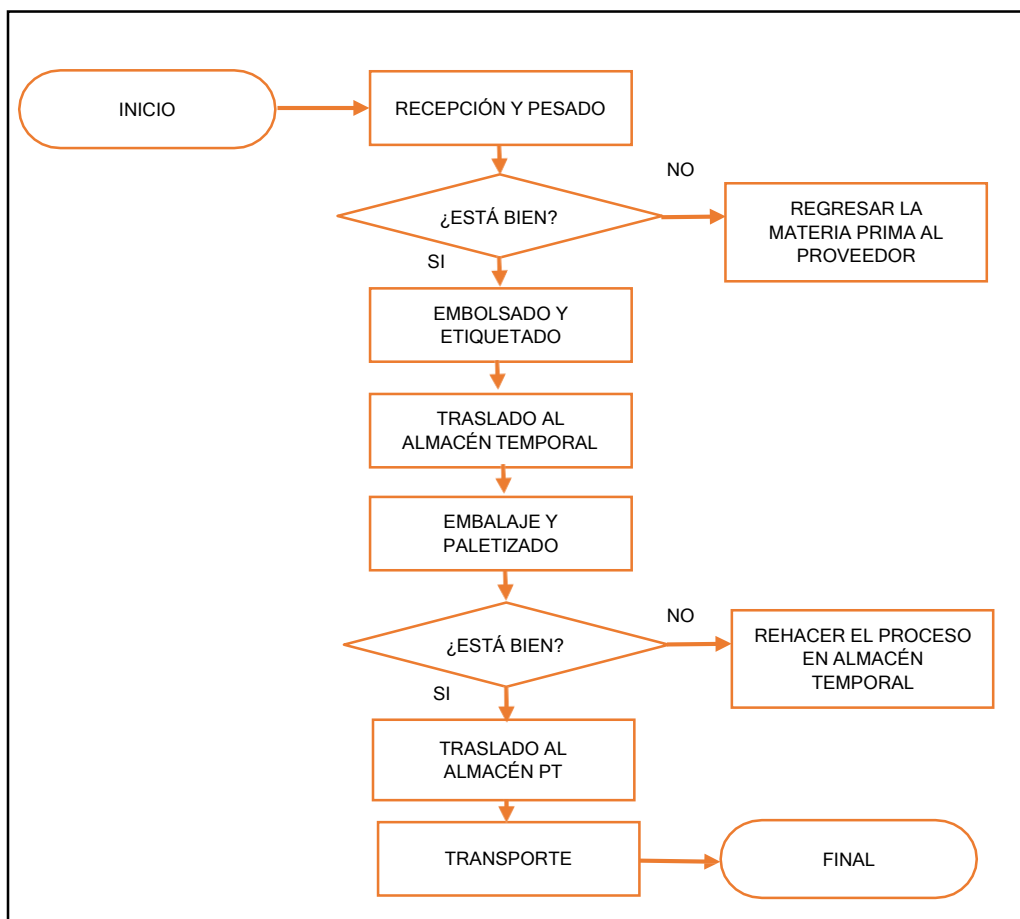 INICIO
RECEPCIÓN Y PESADO
NO
¿ESTÁ BIEN?
REGRESAR LA
MATERIA PRIMA AL
PROVEEDOR
SI
EMBOLSADO Y
ETIQUETADO
TRASLADO AL
ALMACÉN TEMPORAL
EMBALAJE Y
PALETIZADO
NO
¿ESTÁ BIEN?
REHACER EL PROCESO
EN ALMACÉN
TEMPORAL
SI
TRASLADO AL
ALMACÉN PT
TRANSPORTE
FINAL